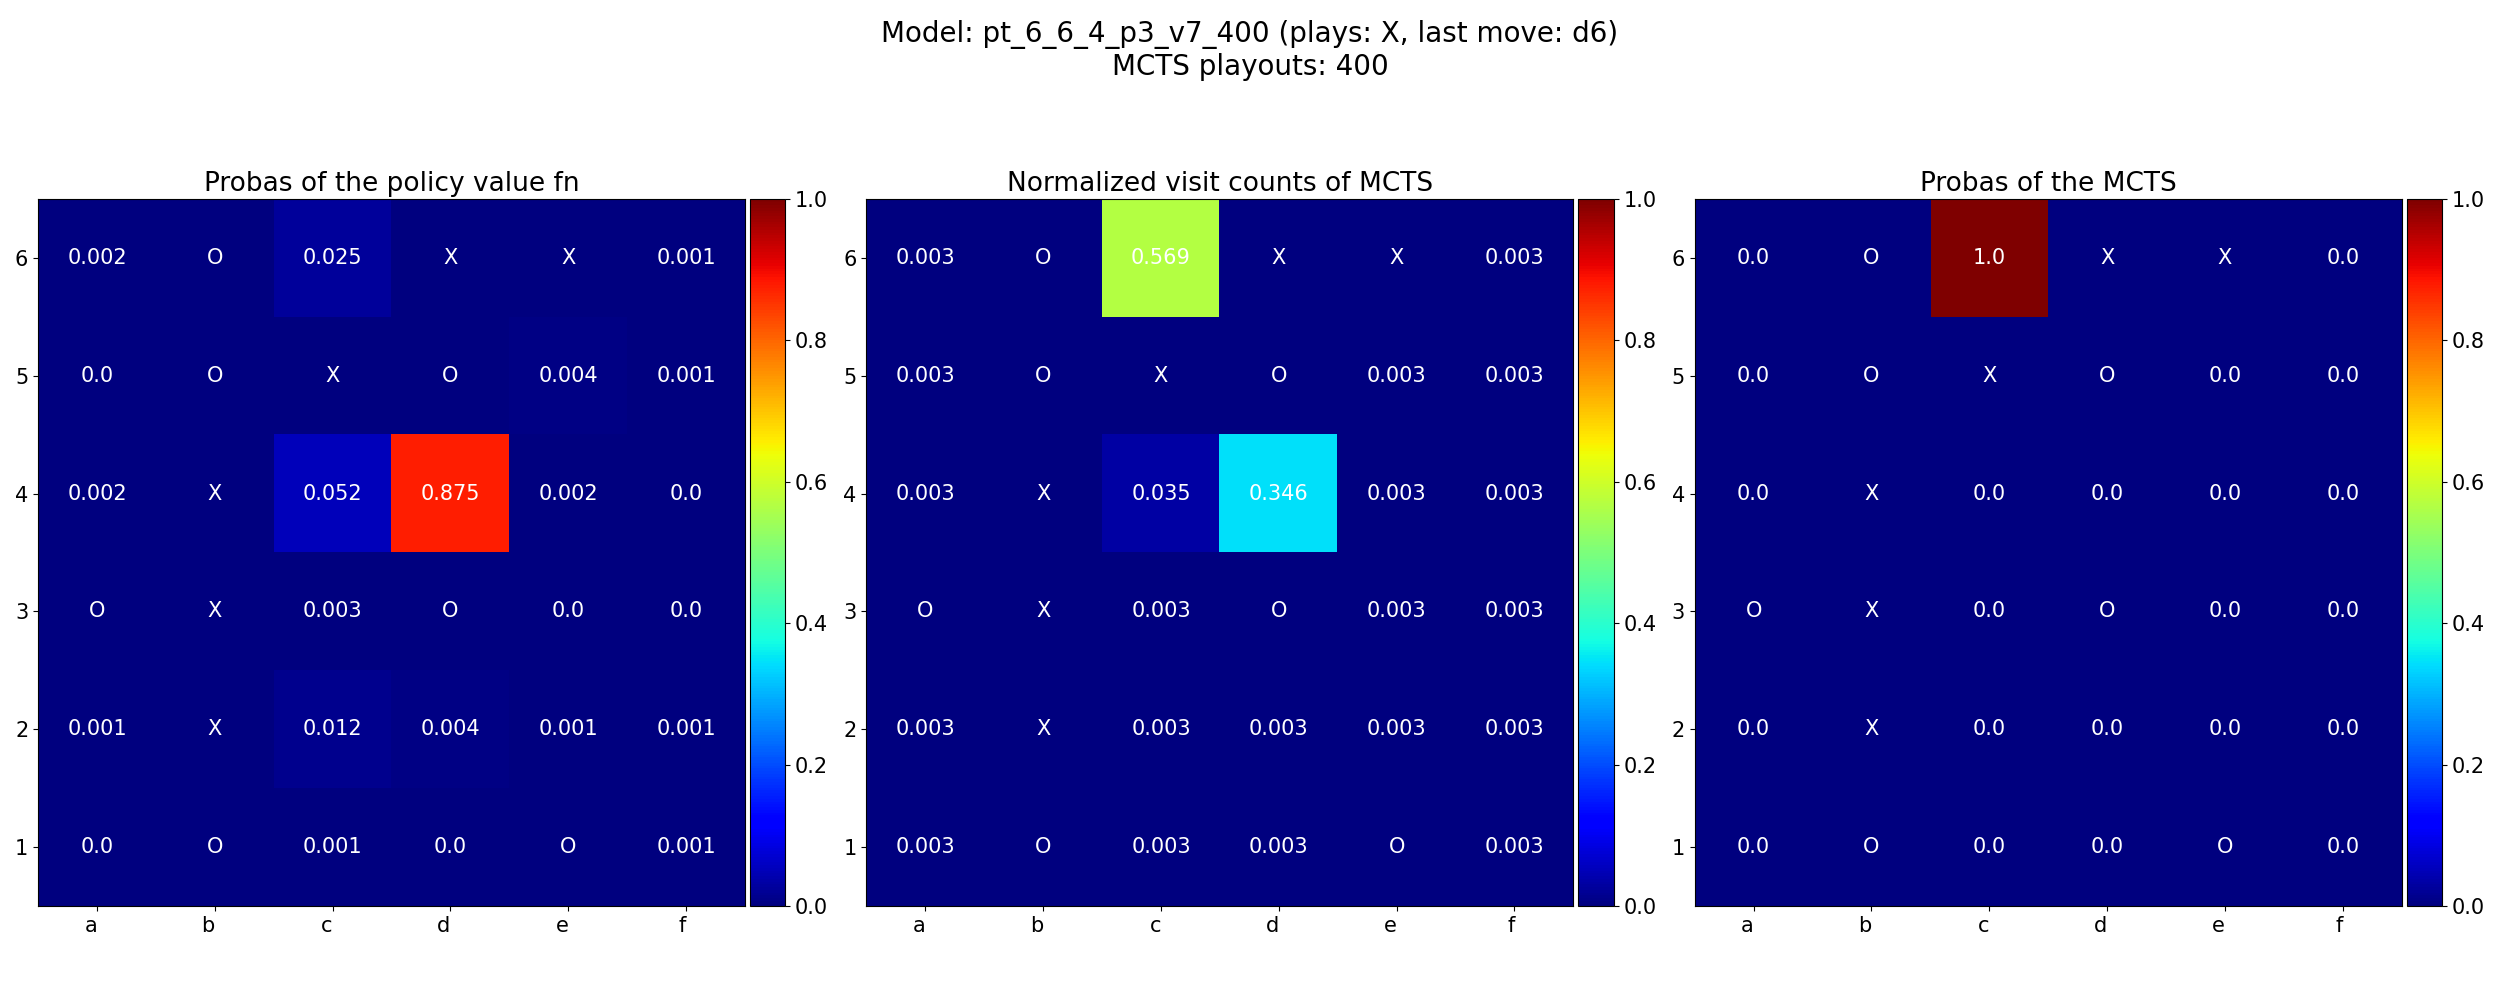 Model: pt_6_6_4_p3_v7_400 (plays: X, last move: d6)
MCTS playouts: 400
Probas of the policy value fn
6 0.002 O 0.025 X X 0.001
5 0.0 O X O 0.004 0.001
4 0.002 X 0.052 0.875 0.002 0.0
3 O X 0.003 O 0.0 0.0
2 0.001 X 0.012 0.004 0.001 0.001
1 0.0 O 0.001 0.0 O 0.001
a b c d e f
1.0
0.8
0.6
0.4
0.2
0.0
Normalized visit counts of MCTS
6 0.003 O 0.569 X X 0.003
5 0.003 O X O 0.003 0.003
4 0.003 X 0.035 0.346 0.003 0.003
3 O X 0.003 O 0.003 0.003
2 0.003 X 0.003 0.003 0.003 0.003
1 0.003 O 0.003 0.003 O 0.003
a b c d e f
1.0
0.8
0.6
0.4
0.2
0.0
Probas of the MCTS
6 0.0 O 1.0 X X 0.0
5 0.0 O X O 0.0 0.0
4 0.0 X 0.0 0.0 0.0 0.0
3 O X 0.0 O 0.0 0.0
2 0.0 X 0.0 0.0 0.0 0.0
1 0.0 O 0.0 0.0 O 0.0
a b c d e f
1.0
0.8
0.6
0.4
0.2
0.0